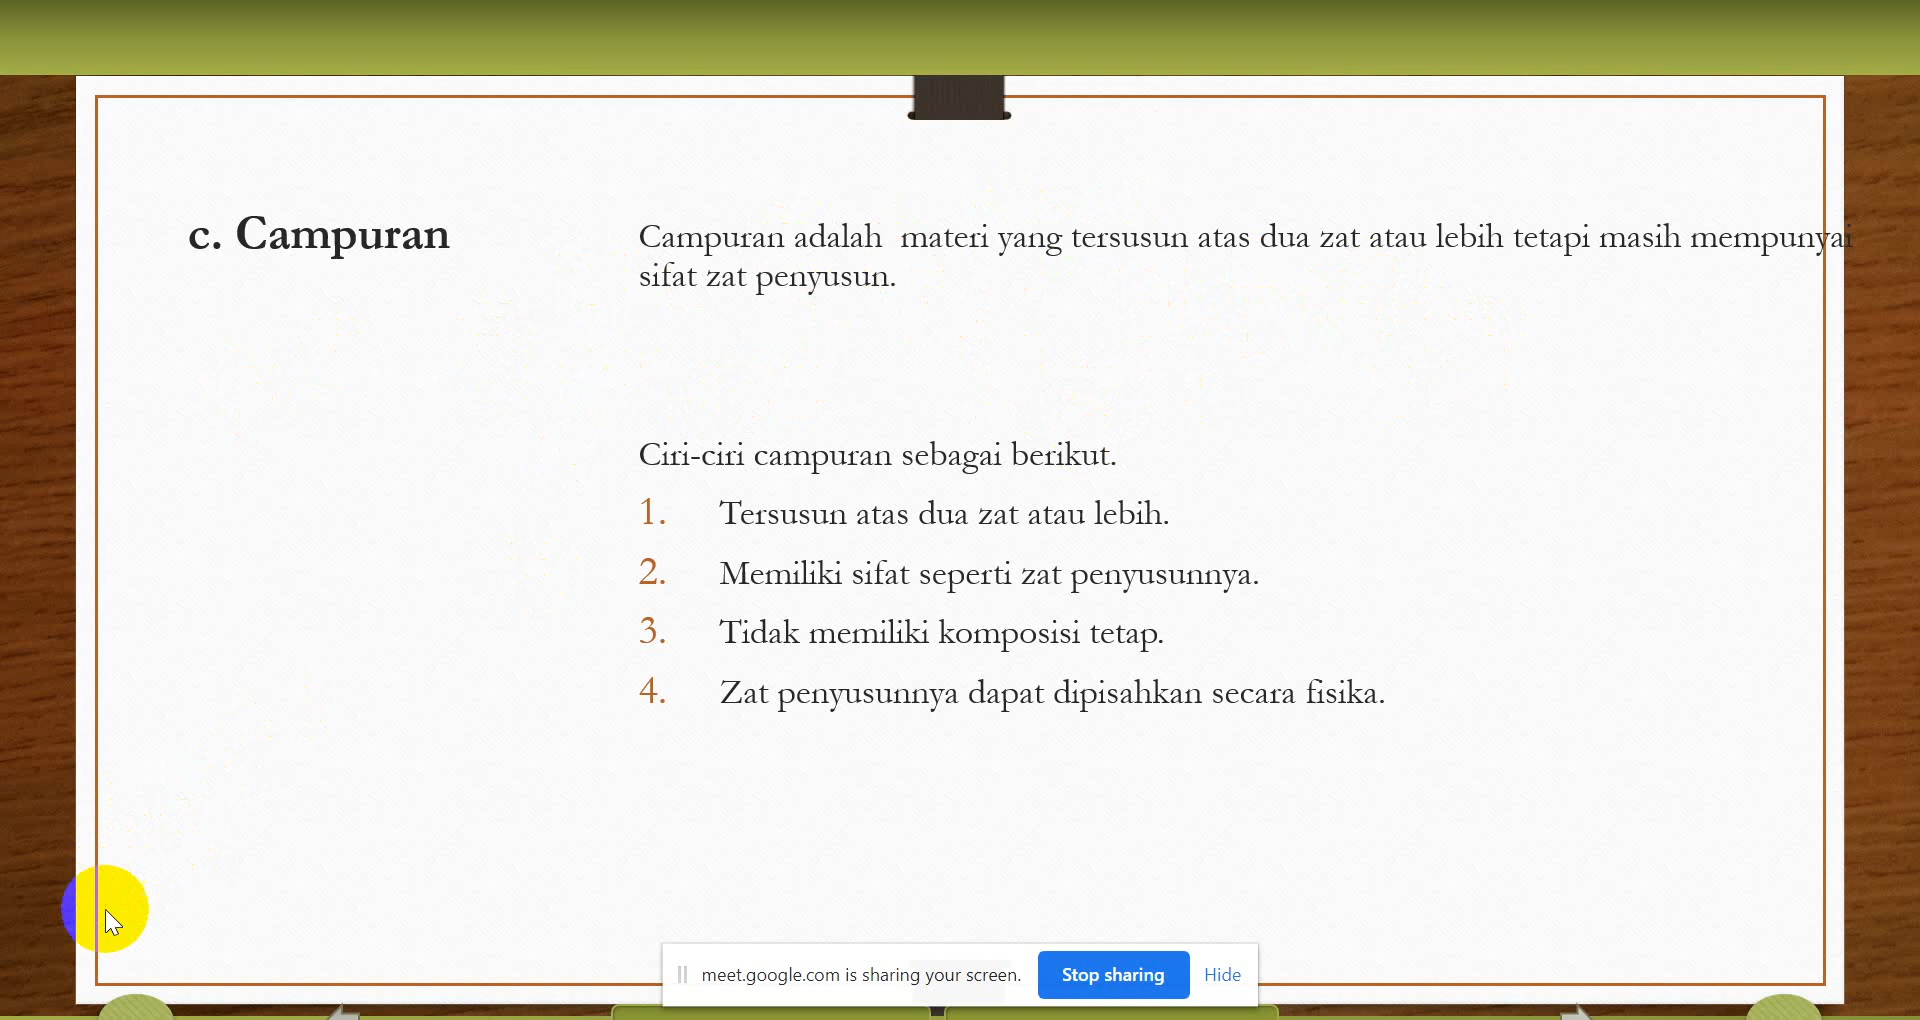 c. Campuran
Campuran adalah  materi yang tersusun atas dua zat atau lebih tetapi masih mempunyai
sifat zat penyusun.
Ciri-ciri campuran sebagai berikut.
1. Tersusun atas dua zat atau lebih.
2. Memiliki sifat seperti zat penyusunnya.
3. Tidak memiliki komposisi tetap.
4. Zat penyusunnya dapat dipisahkan secara fisika.
meet.google.com is sharing your screen. Stop sharing Hide